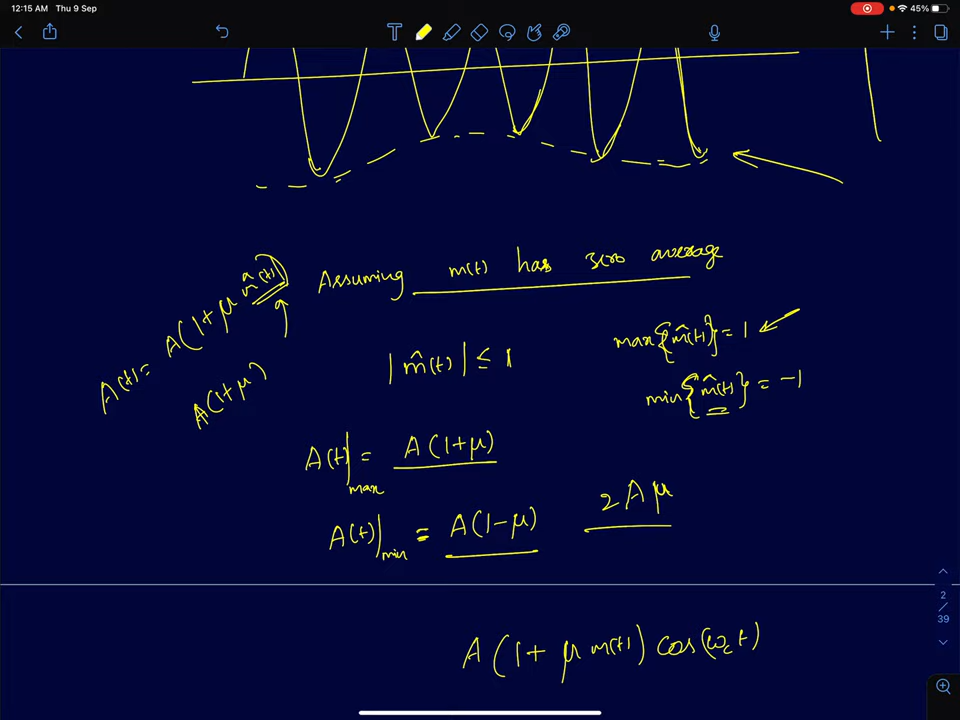 12:15 AM Thu 9 Sep 45%
Assuming m(t) has zero average
A(t) = A(1+ μ m̂(t))
A(1+μ)
|m̂(t)| ≤ 1
max{m̂(t)} = 1
min{m̂(t)} = -1
A(t)|max = A(1+μ)
A(t)|min = A(1-μ)
2Aμ
2
/
39
A(1+ μ m(t)) cos(ω_c t)